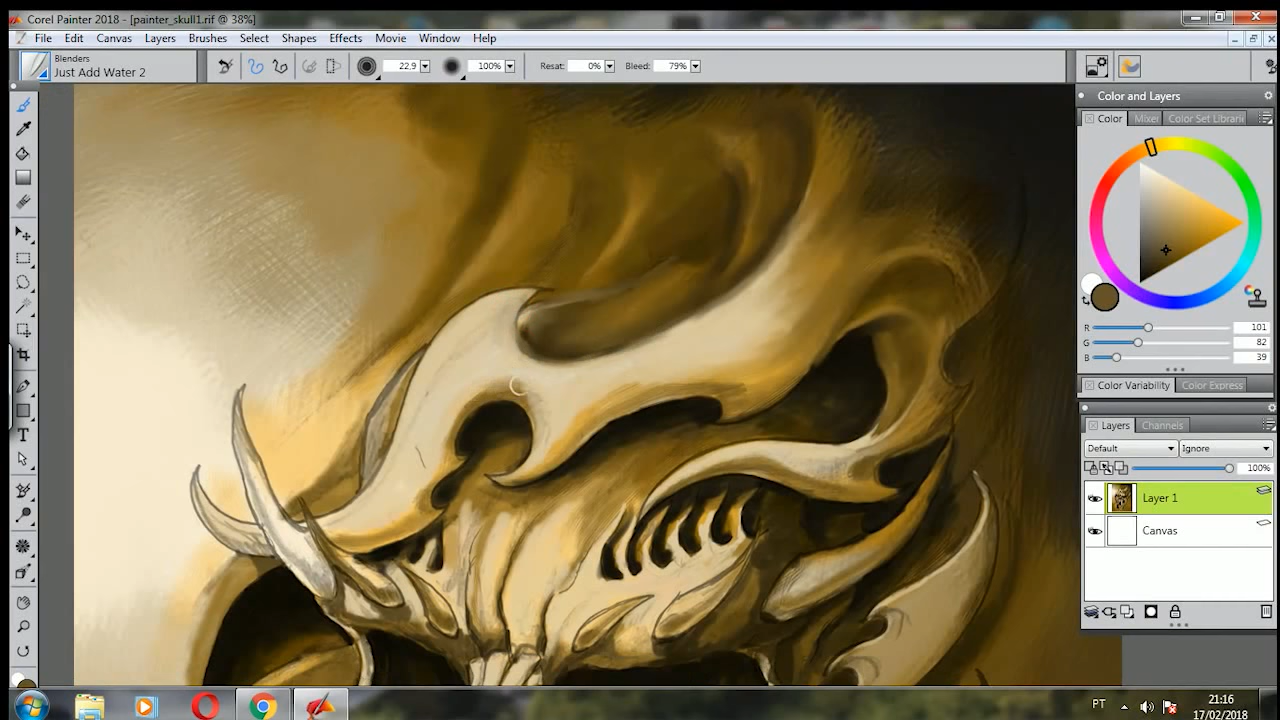 Corel Painter 2018 - [painter_skull1.rif @ 38%]
File Edit Canvas Layers Brushes Select Shapes Effects Movie Window Help
Blenders
Just Add Water 2
22,9
100%
Resat: 0%
Bleed: 79%
Color and Layers
Color Mixer Color Set Librari
R 101
G 82
B 39
Color Variability Color Express
Layers Channels
Default Ignore
100%
Layer 1
Canvas
T
PT
21:16
17/02/2018